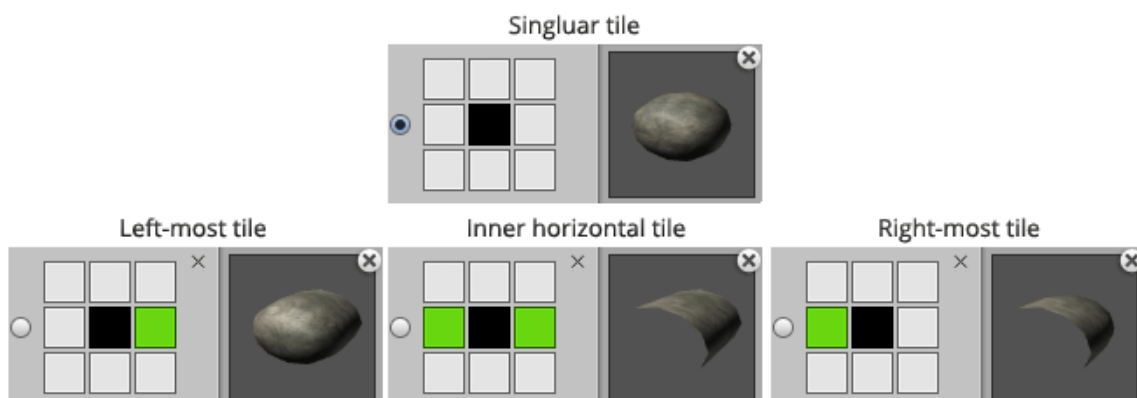 Singluar tile
Left-most tile
Inner horizontal tile
Right-most tile